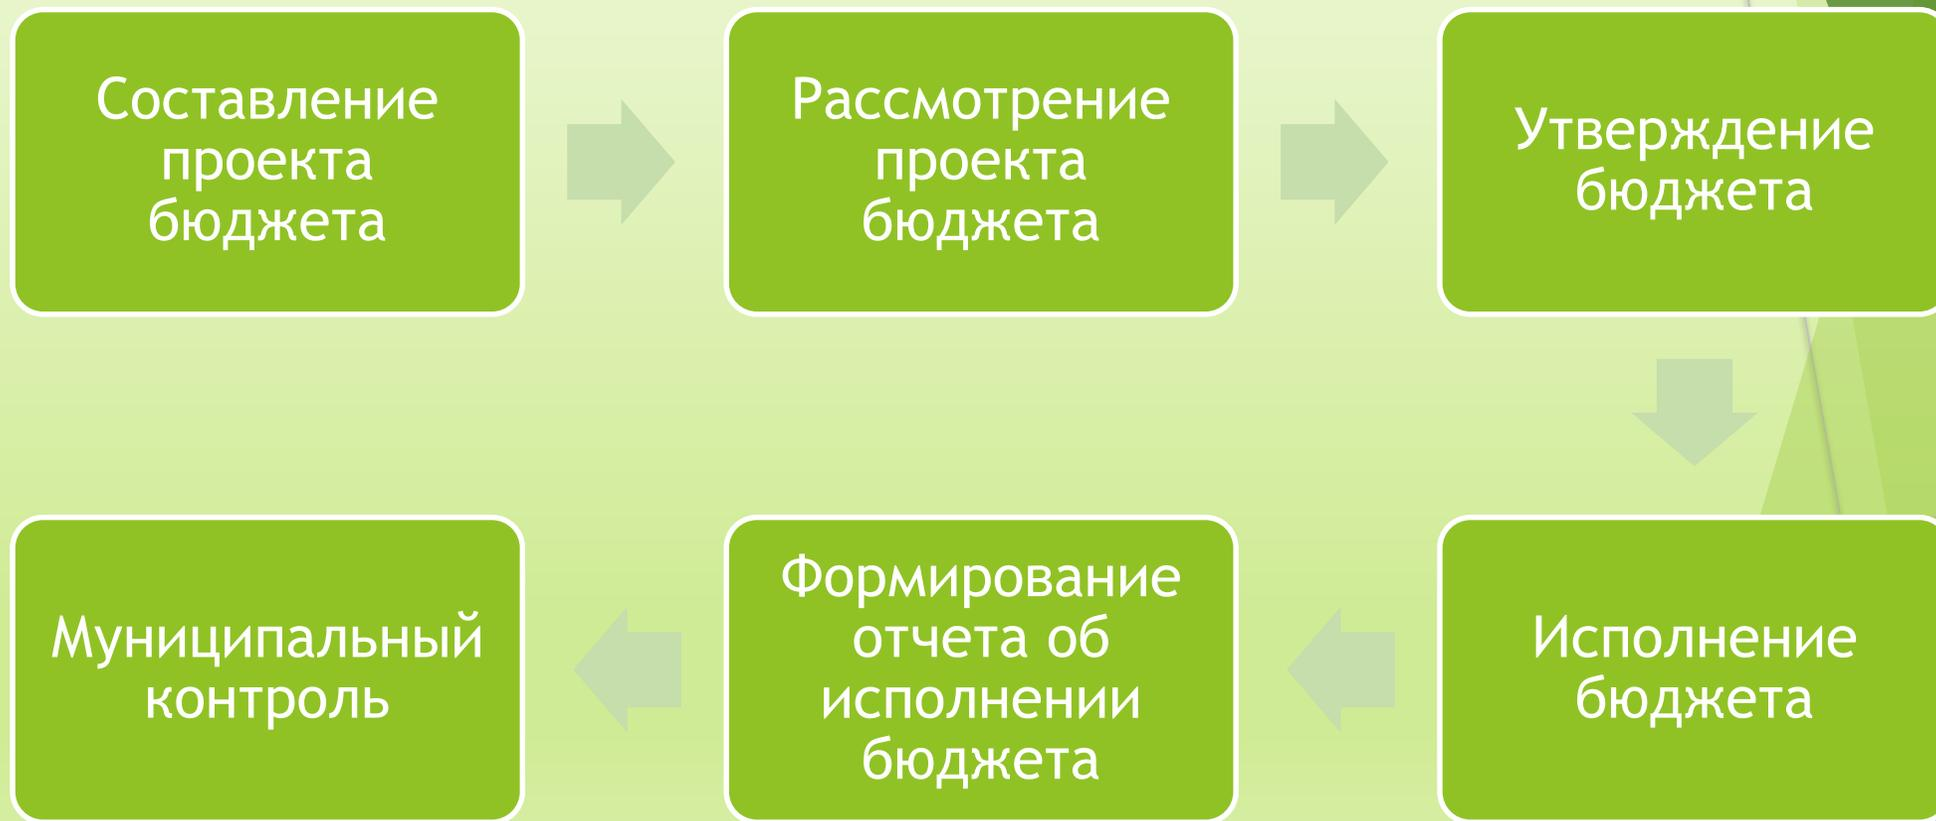 Составление
проекта
бюджета
Рассмотрение
проекта
бюджета
Утверждение
бюджета
Исполнение
бюджета
Формирование
отчета об
исполнении
бюджета
Муниципальный
контроль